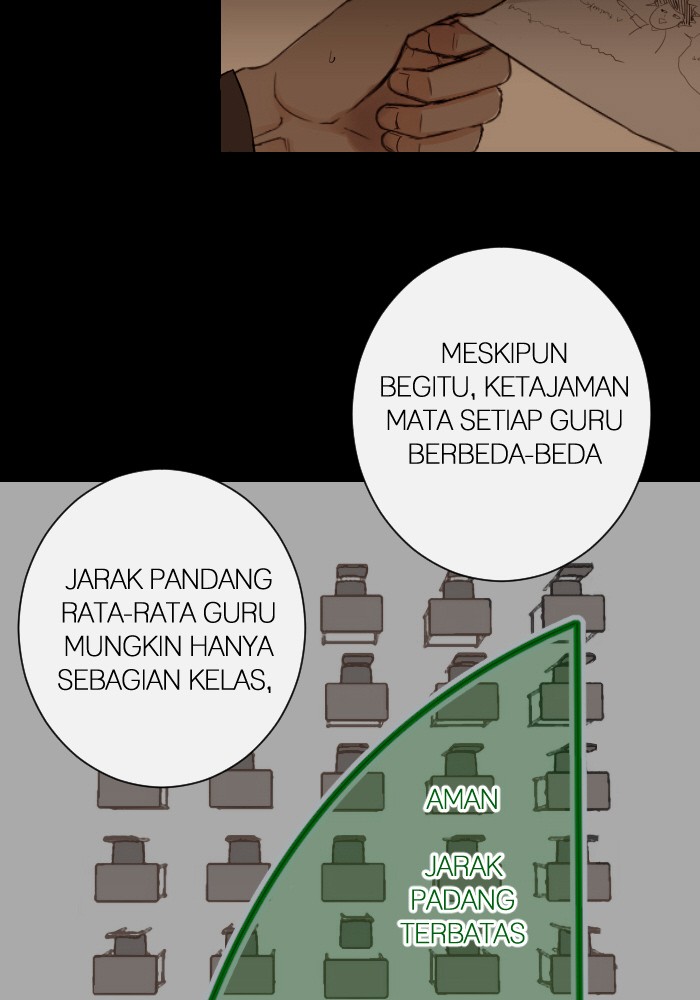 MESKIPUN
BEGITU, KETAJAMAN
MATA SETIAP GURU
BERBEDA-BEDA
JARAK PANDANG
RATA-RATA GURU
MUNGKIN HANYA
SEBAGIAN KELAS,
AMAN
JARAK
PADANG
TERBATAS